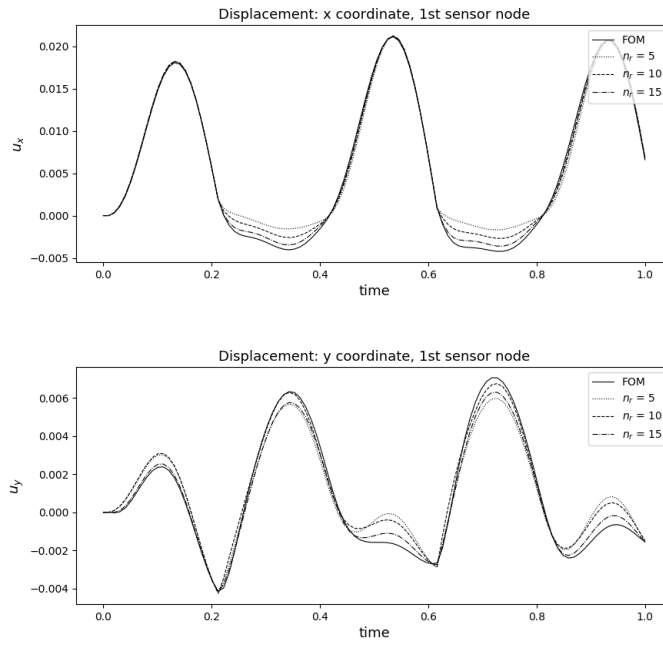 Displacement: x coordinate, 1st sensor node
0.020
0.015
0.010
0.005
0.000
−0.005
u_x
0.0 0.2 0.4 0.6 0.8 1.0
time
FOM
n_r = 5
n_r = 10
n_r = 15
Displacement: y coordinate, 1st sensor node
0.006
0.004
0.002
0.000
−0.002
−0.004
u_y
0.0 0.2 0.4 0.6 0.8 1.0
time
FOM
n_r = 5
n_r = 10
n_r = 15